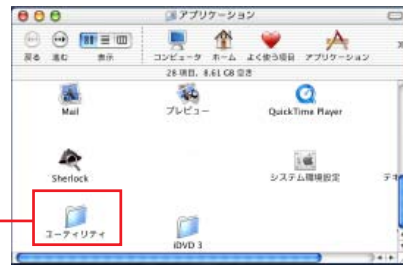 アプリケーション
戻る 進む 表示 コンピュータ ホーム よく使う項目 アプリケーション
28 項目、8.61 GB 空き
Mail プレビュー QuickTime Player
Sherlock システム環境設定 テキ
ユーティリティ iDVD 3